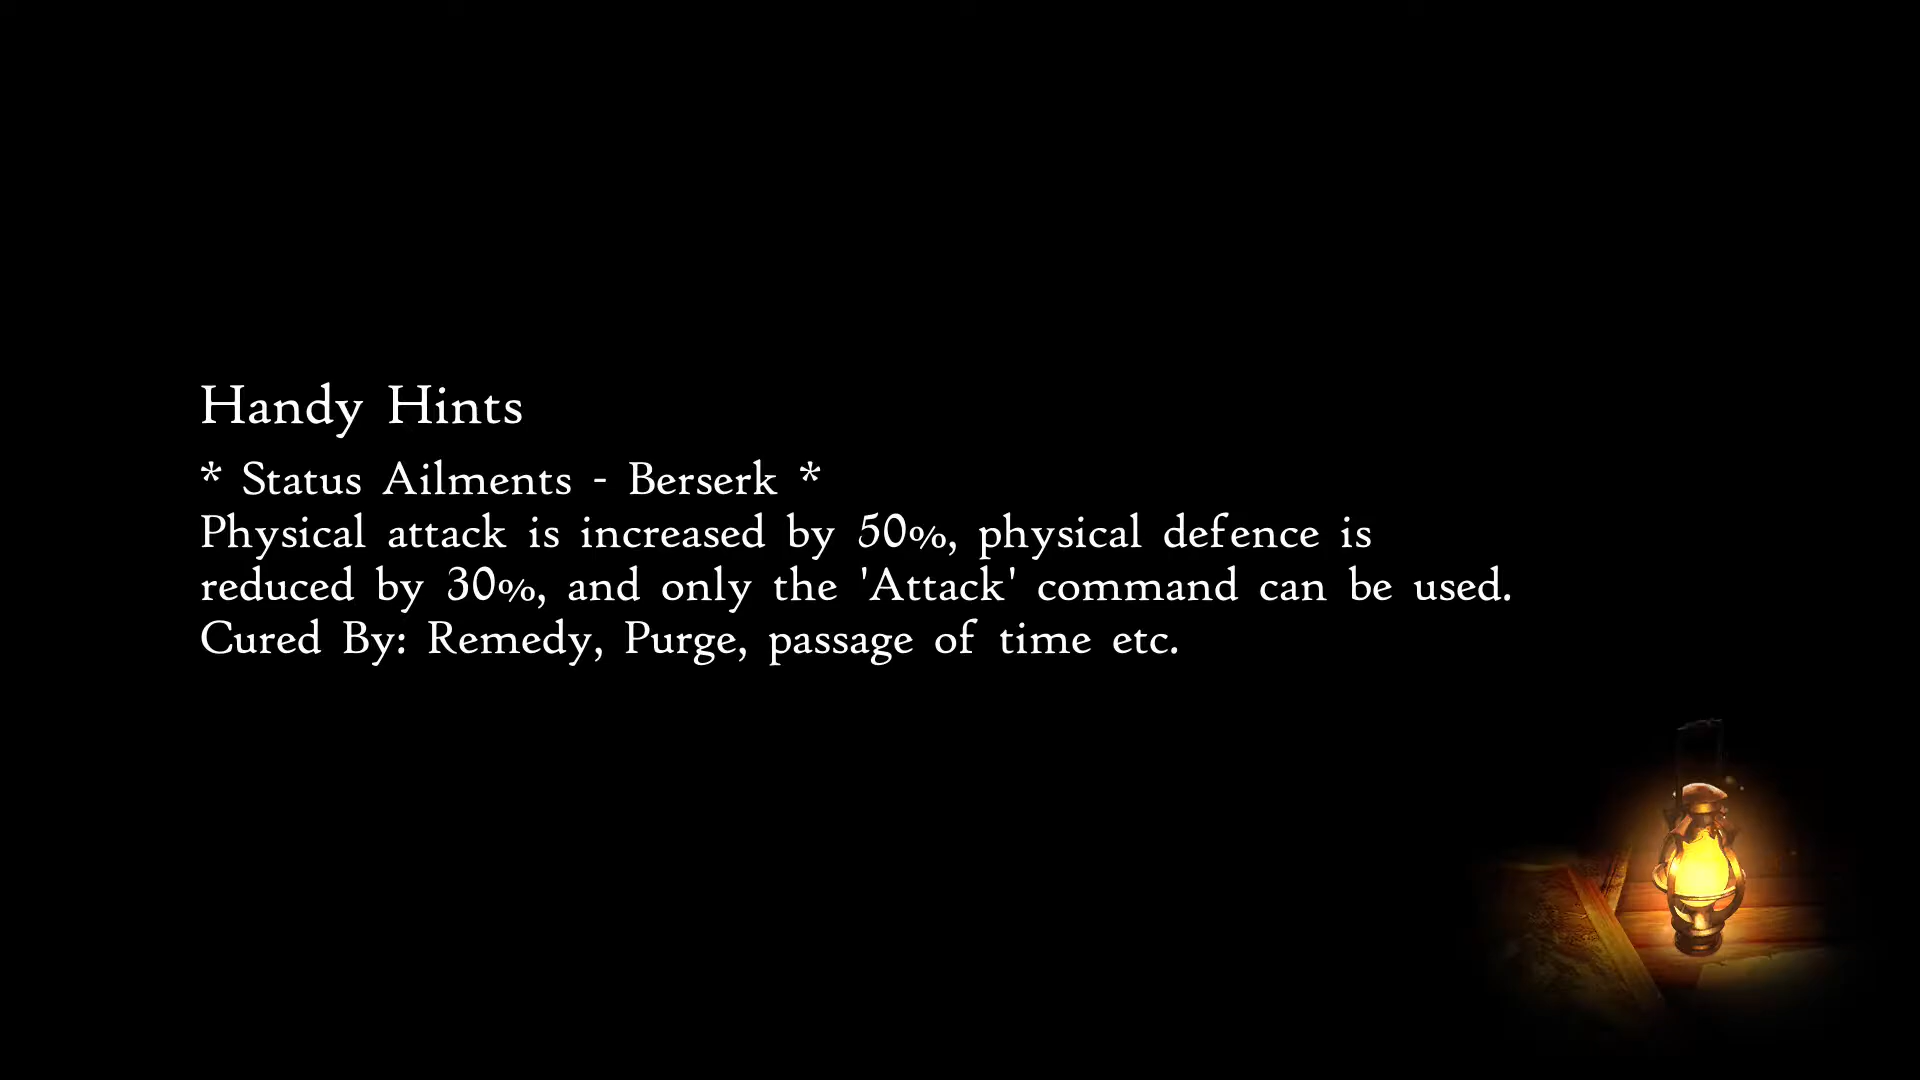 Handy Hints
* Status Ailments - Berserk *
Physical attack is increased by 50%, physical defence is
reduced by 30%, and only the 'Attack' command can be used.
Cured By: Remedy, Purge, passage of time etc.